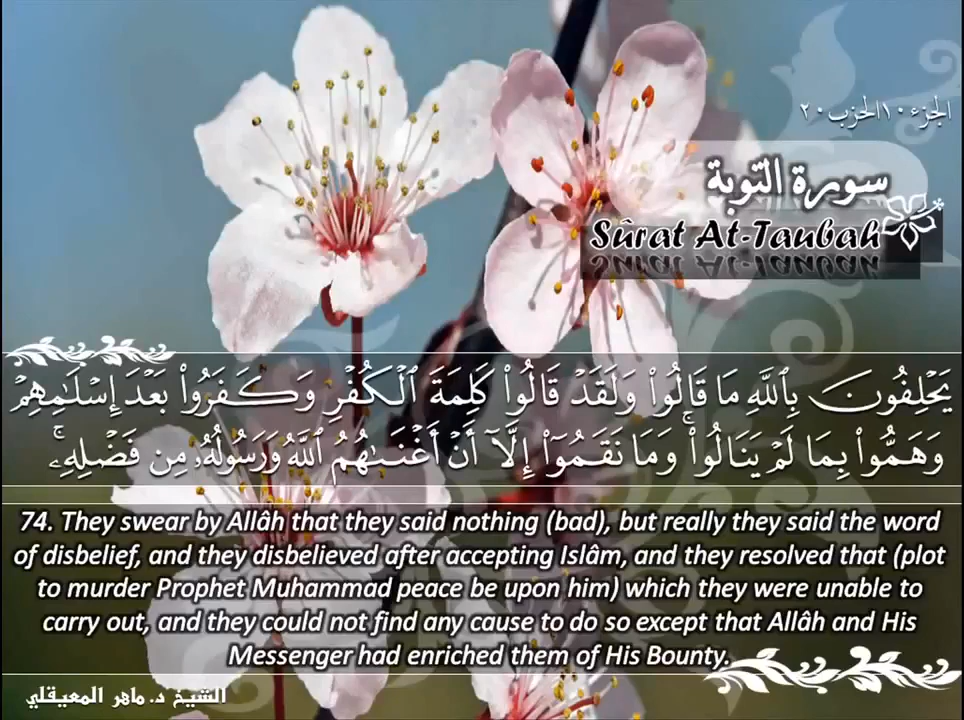 الجزء ١٠ الحزب ٢٠
سورة التوبة
Sûrat At-Taubah
يَحْلِفُونَ بِٱللَّهِ مَا قَالُوا۟ وَلَقَدْ قَالُوا۟ كَلِمَةَ ٱلْكُفْرِ وَكَفَرُوا۟ بَعْدَ إِسْلَـٰمِهِمْ
وَهَمُّوا۟ بِمَا لَمْ يَنَالُوا۟ ۚ وَمَا نَقَمُوٓا۟ إِلَّآ أَنْ أَغْنَىٰهُمُ ٱللَّهُ وَرَسُولُهُۥ مِن فَضْلِهِۦ ۚ
74. They swear by Allâh that they said nothing (bad), but really they said the word
of disbelief, and they disbelieved after accepting Islâm, and they resolved that (plot
to murder Prophet Muhammad peace be upon him) which they were unable to
carry out, and they could not find any cause to do so except that Allâh and His
Messenger had enriched them of His Bounty.
الشيخ د. ماهر المعيقلي